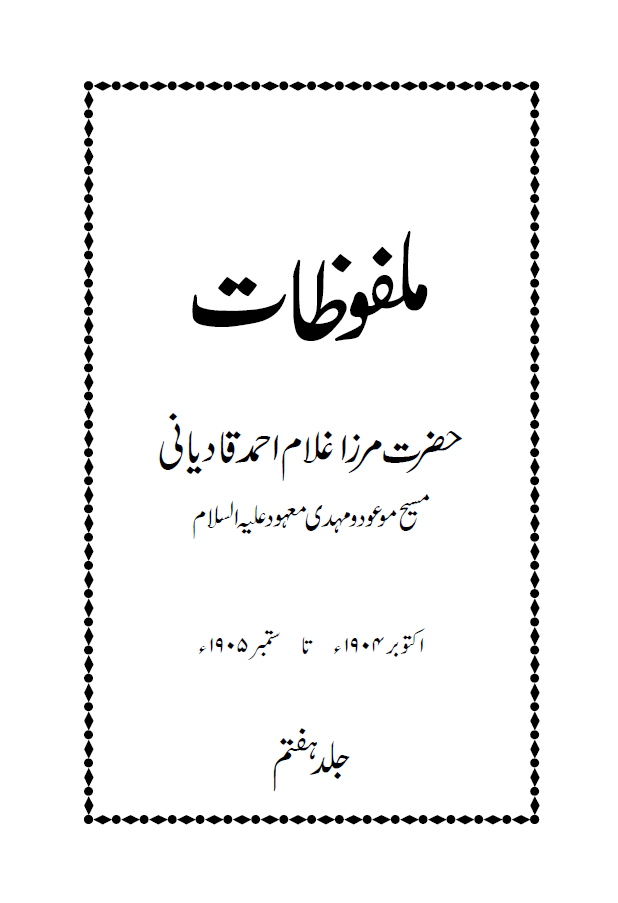 ملفوظات
حضرت مرزا غلام احمد قادیانی
مسیح موعود و مہدی معہود علیہ السلام
اکتوبر ۱۹۰۴ء تا ستمبر ۱۹۰۵ء
جلد ہفتم